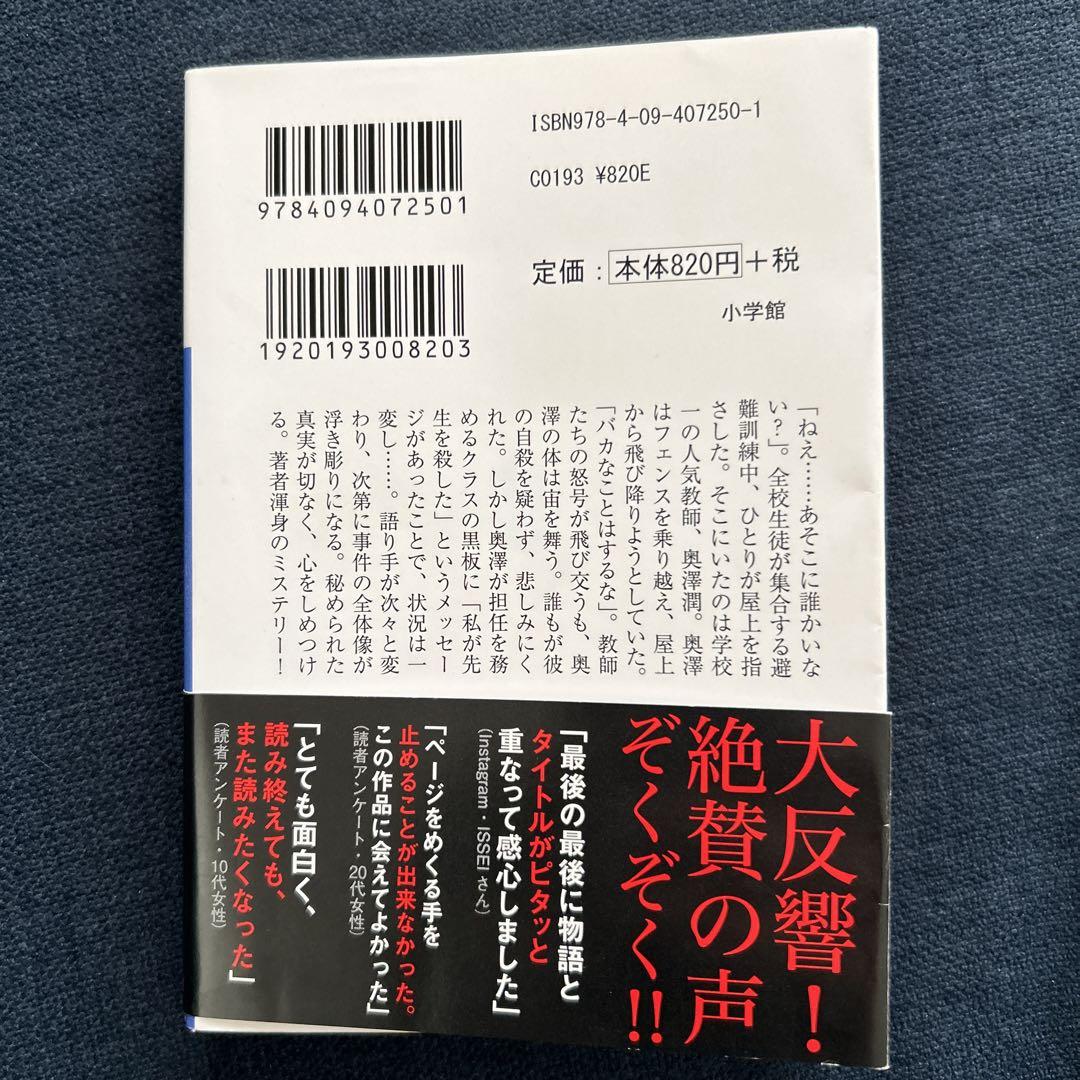 ISBN978-4-09-407250-1
C0193 ¥820E
9784094072501
定価：本体820円＋税
小学館
1920193008203
「ねえ……あそこに誰かいな
い？」。全校生徒が集合する避
難訓練中、ひとりが屋上を指
さした。そこにいたのは学校
一の人気教師、奥澤潤。奥澤
はフェンスを乗り越え、屋上
から飛び降りようとしていた。
「バカなことはするな」。教師
たちの怒号が飛び交うも、奥
澤の体は宙を舞う。誰もが彼
の自殺を疑わず、悲しみにく
れた。しかし奥澤が担任を務
めるクラスの黒板に「私が先
生を殺した」というメッセー
ジがあったことで、状況は一
変し……。語り手が次々と変
わり、次第に事件の全体像が
浮き彫りになる。秘められた
真実が切なく、心をしめつけ
る。著者渾身のミステリー！
大反響！
絶賛の声
ぞくぞく!!
「最後の最後に物語と
タイトルがピタッと
重なって感心しました」
（Instagram・ISSEIさん）
「ページをめくる手を
止めることが出来なかった。
この作品に会えてよかった」
（読者アンケート・20代女性）
「とても面白く、
読み終えても、
また読みたくなった」
（読者アンケート・10代女性）